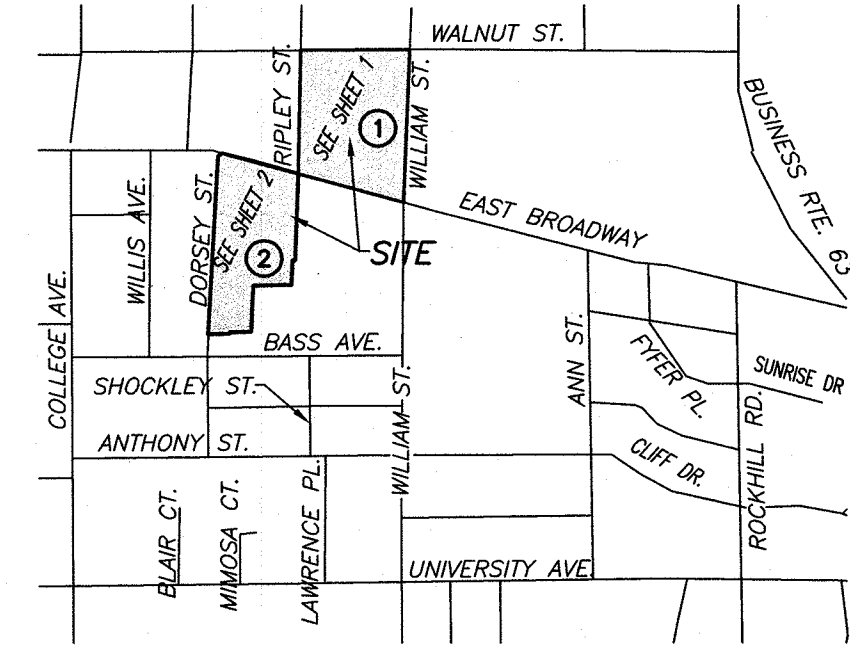 WALNUT ST.
RIPLEY ST.
SEE SHEET 1
1
WILLIAM ST.
BUSINESS RTE. 63
WILLIS AVE.
DORSEY ST.
SEE SHEET 2
2
EAST BROADWAY
SITE
COLLEGE AVE.
BASS AVE.
ANN ST.
FYFER PL.
SUNRISE DR
SHOCKLEY ST.
WILLIAM ST.
ROCKHILL RD.
ANTHONY ST.
CLIFF DR.
BLAIR CT.
MIMOSA CT.
LAWRENCE PL.
UNIVERSITY AVE.